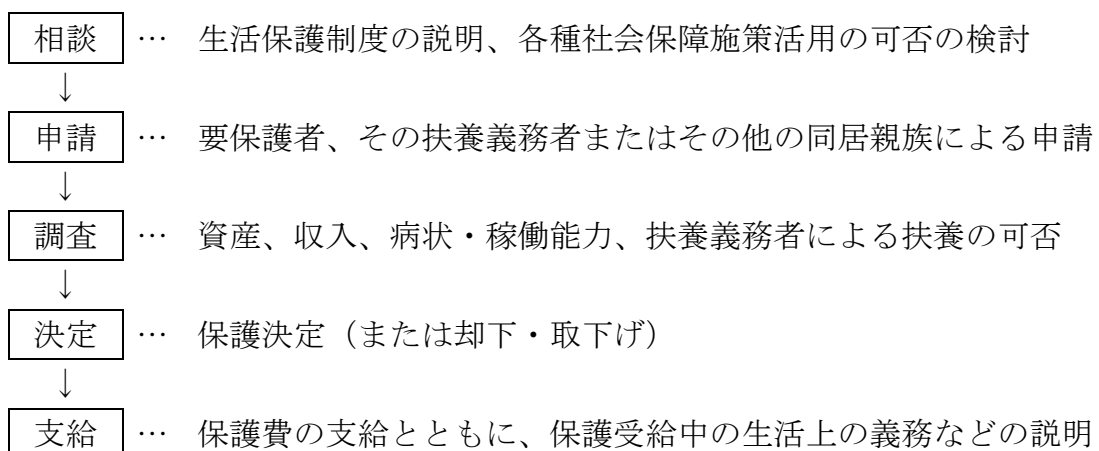 相談 … 生活保護制度の説明、各種社会保障施策活用の可否の検討
↓
申請 … 要保護者、その扶養義務者またはその他の同居親族による申請
↓
調査 … 資産、収入、病状・稼働能力、扶養義務者による扶養の可否
↓
決定 … 保護決定（または却下・取下げ）
↓
支給 … 保護費の支給とともに、保護受給中の生活上の義務などの説明